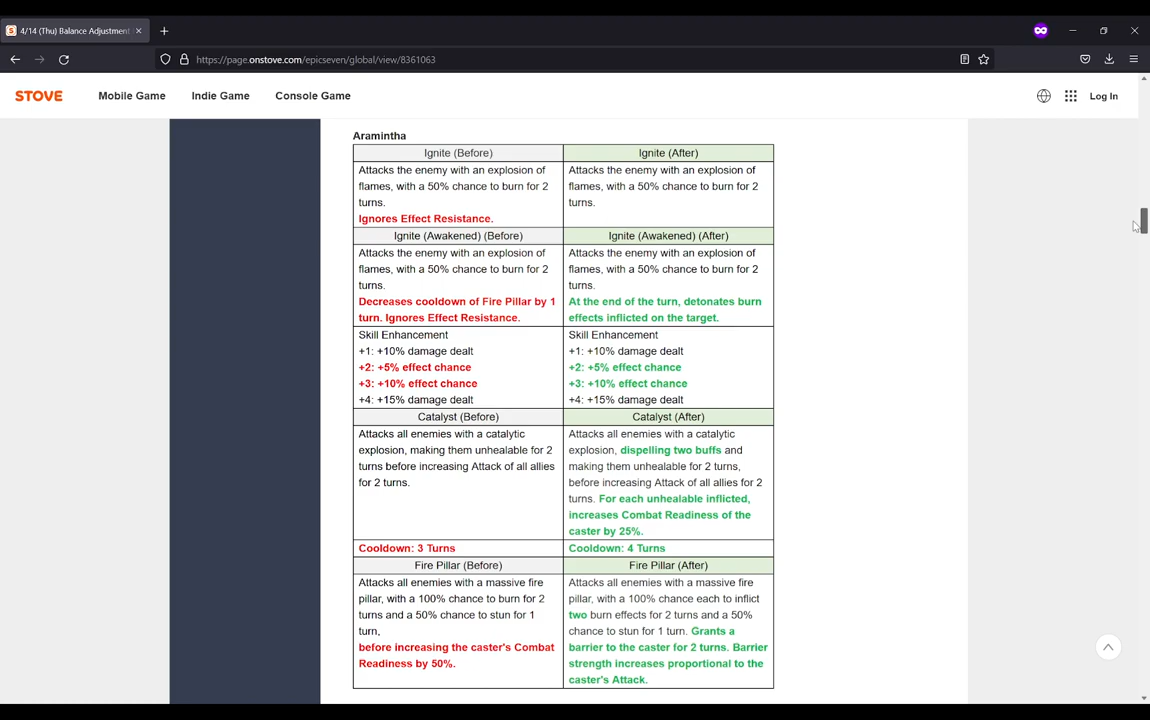 4/14 (Thu) Balance Adjustment
https://page.onstove.com/epicseven/global/view/8361063
STOVE
Mobile Game
Indie Game
Console Game
Log In
Aramintha
Ignite (Before)
Ignite (After)
Attacks the enemy with an explosion of
flames, with a 50% chance to burn for 2
turns.
Ignores Effect Resistance.
Attacks the enemy with an explosion of
flames, with a 50% chance to burn for 2
turns.
Ignite (Awakened) (Before)
Ignite (Awakened) (After)
Attacks the enemy with an explosion of
flames, with a 50% chance to burn for 2
turns.
Decreases cooldown of Fire Pillar by 1
turn. Ignores Effect Resistance.
Attacks the enemy with an explosion of
flames, with a 50% chance to burn for 2
turns.
At the end of the turn, detonates burn
effects inflicted on the target.
Skill Enhancement
+1: +10% damage dealt
+2: +5% effect chance
+3: +10% effect chance
+4: +15% damage dealt
Skill Enhancement
+1: +10% damage dealt
+2: +5% effect chance
+3: +10% effect chance
+4: +15% damage dealt
Catalyst (Before)
Catalyst (After)
Attacks all enemies with a catalytic
explosion, making them unhealable for 2
turns before increasing Attack of all allies
for 2 turns.
Attacks all enemies with a catalytic
explosion, dispelling two buffs and
making them unhealable for 2 turns,
before increasing Attack of all allies for 2
turns. For each unhealable inflicted,
increases Combat Readiness of the
caster by 25%.
Cooldown: 3 Turns
Cooldown: 4 Turns
Fire Pillar (Before)
Fire Pillar (After)
Attacks all enemies with a massive fire
pillar, with a 100% chance to burn for 2
turns and a 50% chance to stun for 1
turn,
before increasing the caster's Combat
Readiness by 50%.
Attacks all enemies with a massive fire
pillar, with a 100% chance each to inflict
two burn effects for 2 turns and a 50%
chance to stun for 1 turn. Grants a
barrier to the caster for 2 turns. Barrier
strength increases proportional to the
caster's Attack.